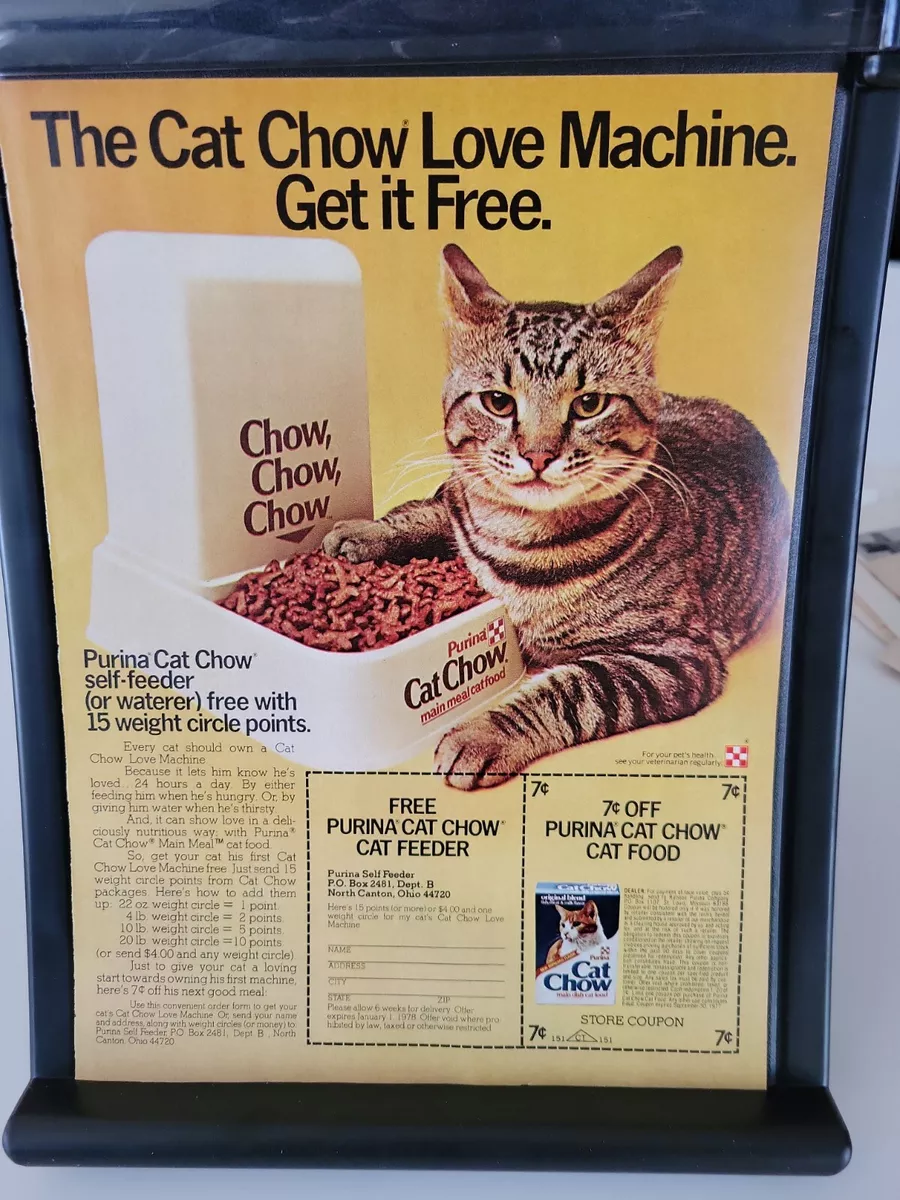 The Cat Chow® Love Machine.
Get it Free.
Chow,
Chow,
Chow
Purina
Cat Chow®
main meal cat food
Purina® Cat Chow®
self-feeder
(or waterer) free with
15 weight circle points.
Every cat should own a Cat
Chow Love Machine
Because it lets him know he's
loved...24 hours a day. By either
feeding him when he's hungry. Or, by
giving him water when he's thirsty.
And, it can show love in a deli-
ciously nutritious way: with Purina®
Cat Chow® Main Meal™ cat food.
So, get your cat his first Cat
Chow Love Machine free. Just send 15
weight circle points from Cat Chow
packages. Here's how to add them
up: 22 oz. weight circle = 1 point
4 lb. weight circle = 2 points
10 lb. weight circle = 5 points
20 lb. weight circle = 10 points
(or send $4.00 and any weight circle)
Just to give your cat a loving
start towards owning his first machine,
here's 7¢ off his next good meal!
Use this convenient order form to get your
cat's Cat Chow Love Machine. Or, send your name
and address, along with weight circles (or money) to:
Purina Self Feeder, P.O. Box 2481, Dept. B., North
Canton, Ohio 44720
For your pet's health...
see your veterinarian regularly.
FREE
PURINA® CAT CHOW®
CAT FEEDER
Purina Self Feeder
P.O. Box 2481, Dept. B
North Canton, Ohio 44720
Here's 15 points (or more) or $4.00 and one
weight circle for my cat's Cat Chow Love
Machine
NAME
ADDRESS
CITY
STATE ZIP
Please allow 6 weeks for delivery. Offer
expires January 1, 1978. Offer void where pro-
hibited by law, taxed or otherwise restricted.
7¢ 7¢
7¢ OFF
PURINA® CAT CHOW®
CAT FOOD
Cat Chow
original blend
Purina
Cat
Chow
main dish cat food
STORE COUPON
7¢ 151 CT 151 7¢